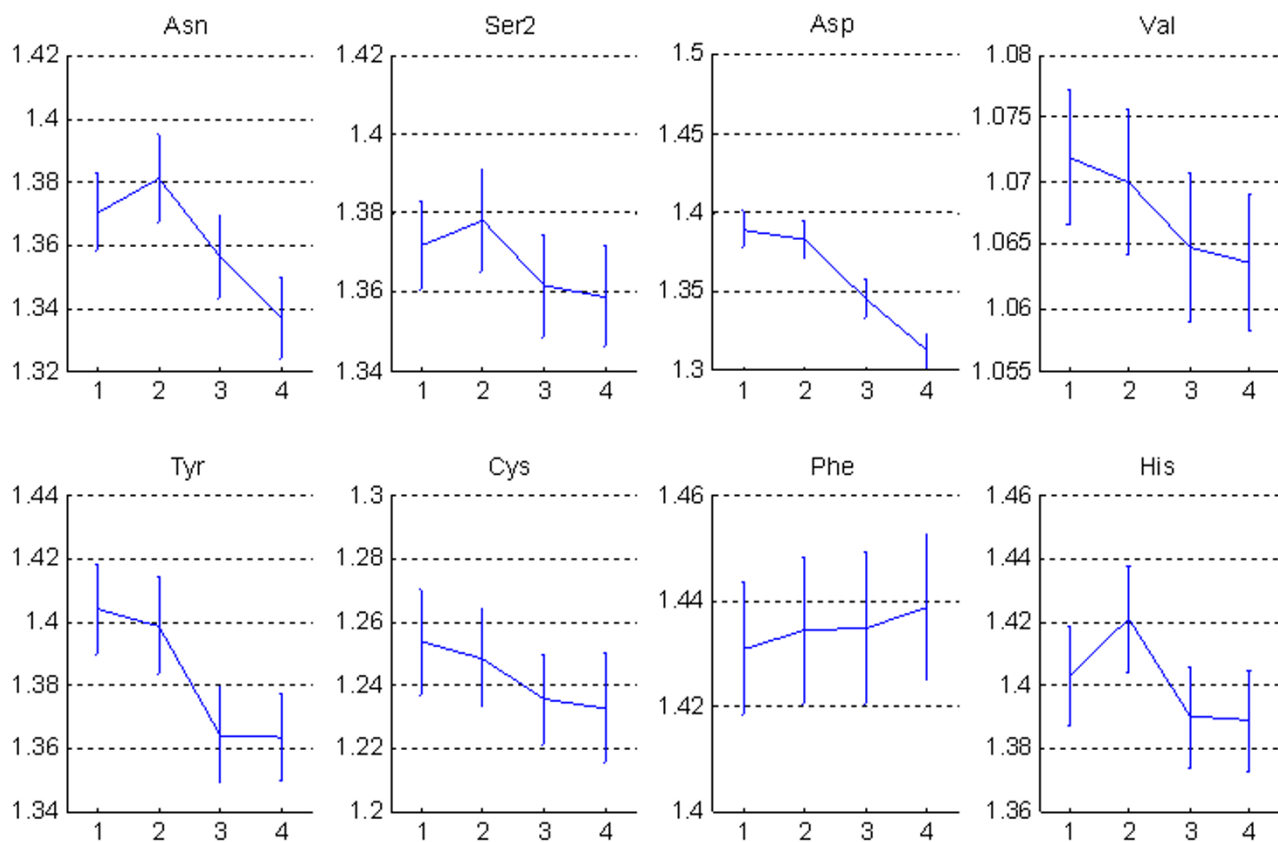 Asn Ser2 Asp Val
1.42 1.42 1.5 1.08
1.4 1.4 1.45 1.075
1.38 1.38 1.4 1.07
1.36 1.36 1.35 1.065
1.34 1.34 1.3 1.06
1.32 1.055
1 2 3 4 1 2 3 4 1 2 3 4 1 2 3 4
Tyr Cys Phe His
1.44 1.3 1.46 1.46
1.42 1.28 1.44 1.44
1.4 1.26 1.42 1.42
1.38 1.24 1.4 1.4
1.36 1.22 1.38
1.34 1.2 1.36
1 2 3 4 1 2 3 4 1 2 3 4 1 2 3 4